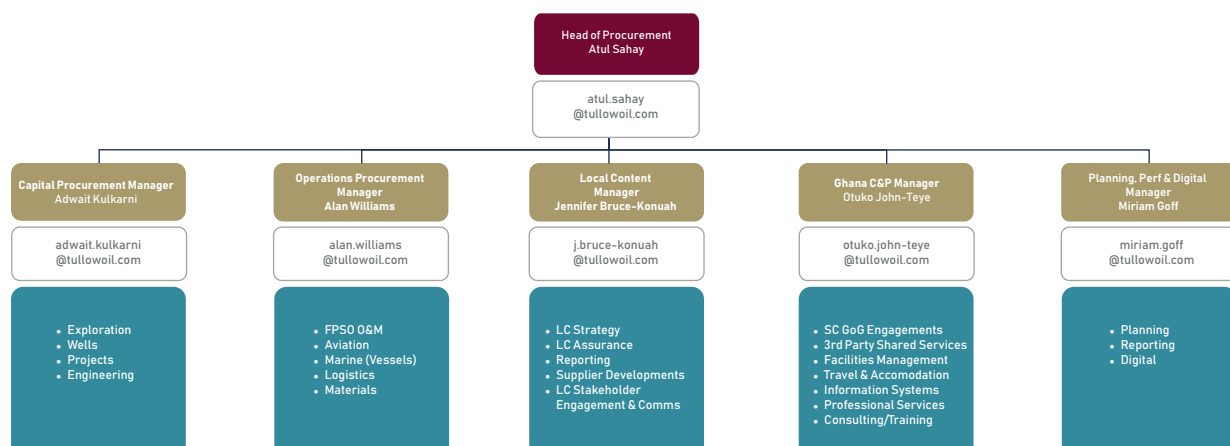 Head of Procurement
Atul Sahay
atul.sahay
@tullowoil.com
Capital Procurement Manager
Adwait Kulkarni
adwait.kulkarni
@tullowoil.com
• Exploration
• Wells
• Projects
• Engineering
Operations Procurement
Manager
Alan Williams
alan.williams
@tullowoil.com
• FPSO O&M
• Aviation
• Marine (Vessels)
• Logistics
• Materials
Local Content
Manager
Jennifer Bruce-Konuah
j.bruce-konuah
@tullowoil.com
• LC Strategy
• LC Assurance
• Reporting
• Supplier Developments
• LC Stakeholder
Engagement & Comms
Ghana C&P Manager
Otuko John-Teye
otuko.john-teye
@tullowoil.com
• SC GoG Engagements
• 3rd Party Shared Services
• Facilities Management
• Travel & Accomodation
• Information Systems
• Professional Services
• Consulting/Training
Planning, Perf & Digital
Manager
Miriam Goff
miriam.goff
@tullowoil.com
• Planning
• Reporting
• Digital